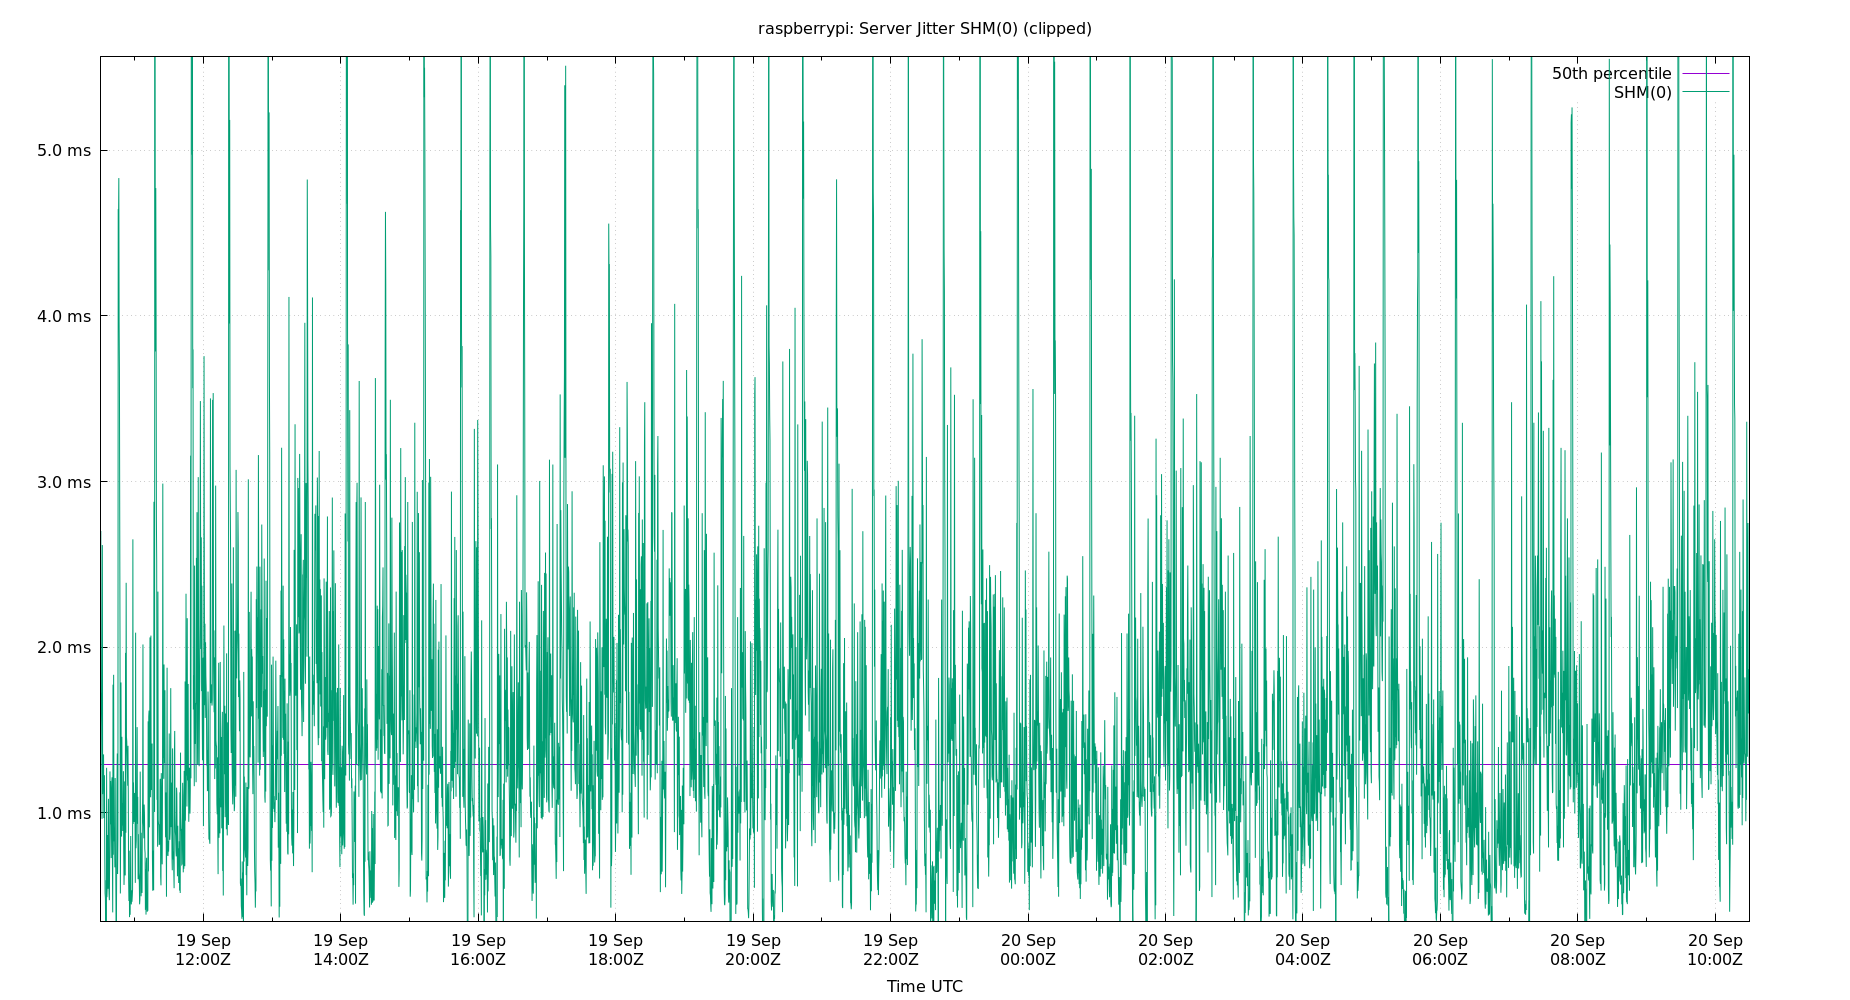 raspberrypi: Server Jitter SHM(0) (clipped)
50th percentile
SHM(0)
5.0 ms
4.0 ms
3.0 ms
2.0 ms
1.0 ms
19 Sep 19 Sep 19 Sep 19 Sep 19 Sep 19 Sep 20 Sep 20 Sep 20 Sep 20 Sep 20 Sep 20 Sep
12:00Z 14:00Z 16:00Z 18:00Z 20:00Z 22:00Z 00:00Z 02:00Z 04:00Z 06:00Z 08:00Z 10:00Z
Time UTC